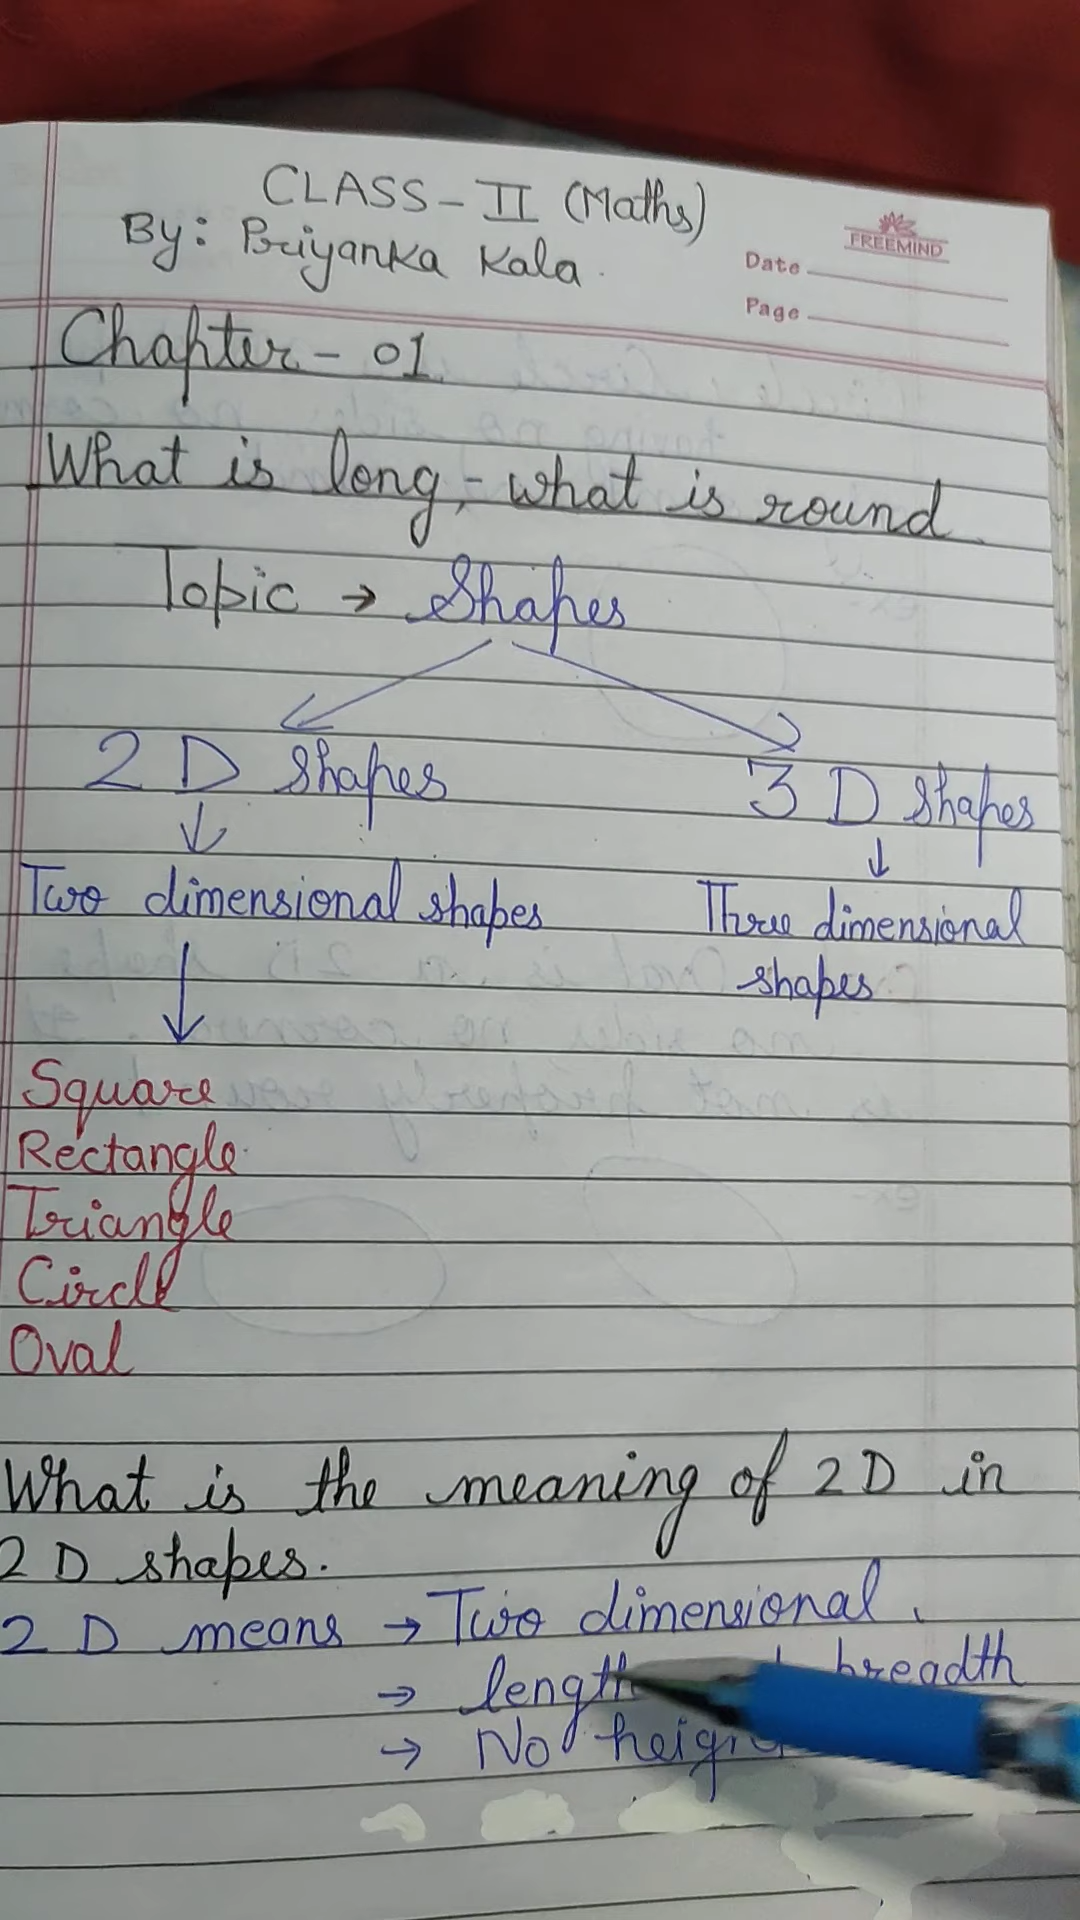 CLASS - II (Maths)
By: Priyanka Kala.
FREEMIND
Date
Page
Chapter - 01
What is long, - what is round
Topic → Shapes
2 D shapes
3 D shapes
Two dimensional shapes
Three dimensional
shapes
Square
Rectangle
Triangle
Circle
Oval
What is the meaning of 2 D in
2 D shapes.
2 D means → Two dimensional.
→ length breadth
→ No